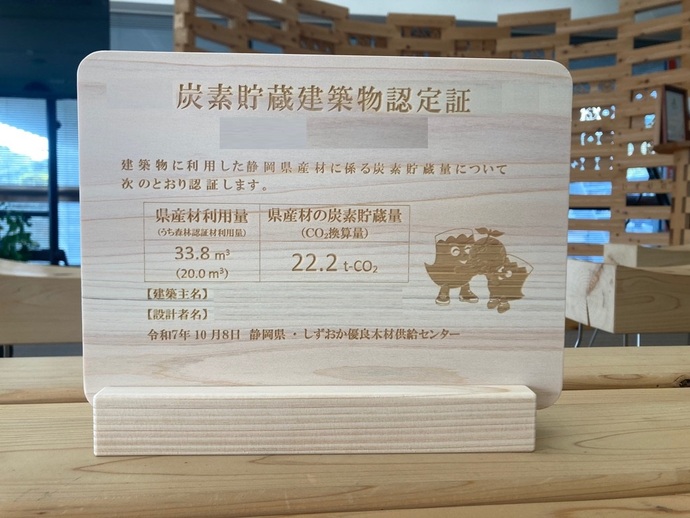 炭素貯蔵建築物認定証
建築物に利用した静岡県産材に係る炭素貯蔵量について
次のとおり認証します。
県産材利用量
(うち森林認証材利用量)
33.8 m³
(20.0 m³)
県産材の炭素貯蔵量
(CO₂換算量)
22.2 t-CO₂
【建築主名】
【設計者名】
令和7年10月8日 静岡県・しずおか優良木材供給センター